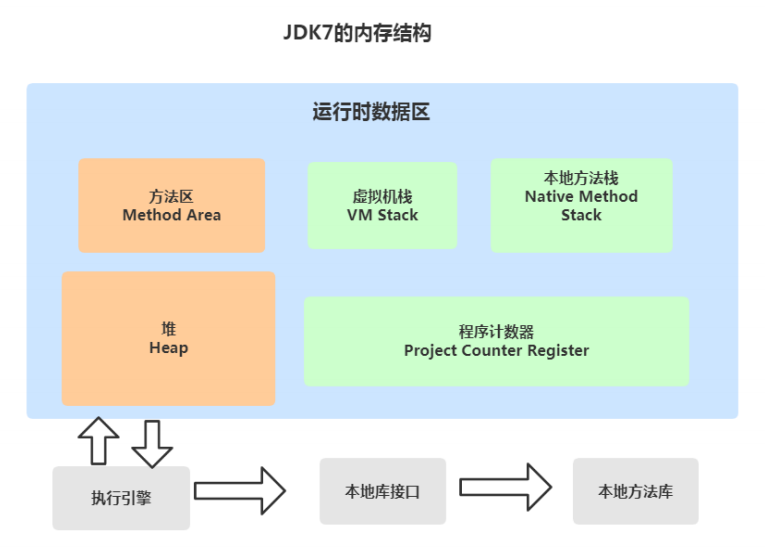 JDK7的内存结构
运行时数据区
方法区
Method Area
虚拟机栈
VM Stack
本地方法栈
Native Method
Stack
堆
Heap
程序计数器
Project Counter Register
执行引擎
本地库接口
本地方法库